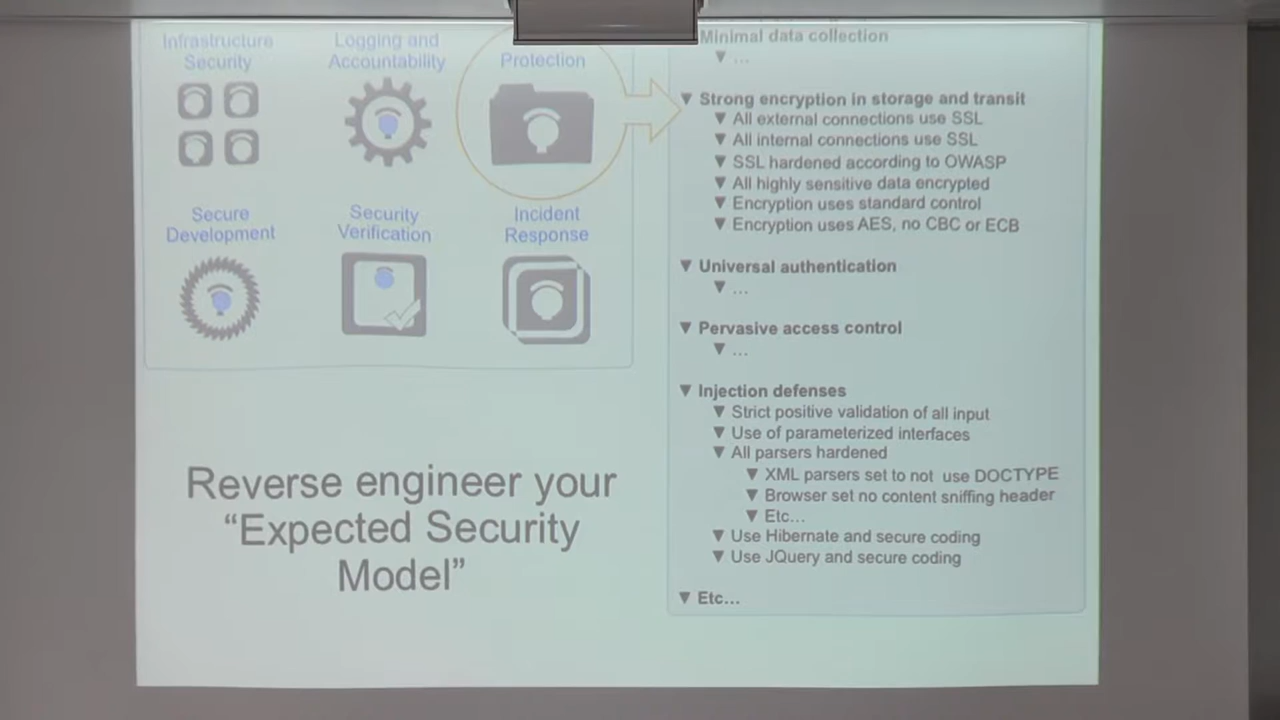 Infrastructure
Security
Logging and
Accountability
Protection
Secure
Development
Security
Verification
Incident
Response
Reverse engineer your
“Expected Security
Model”
Minimal data collection
...
Strong encryption in storage and transit
All external connections use SSL
All internal connections use SSL
SSL hardened according to OWASP
All highly sensitive data encrypted
Encryption uses standard control
Encryption uses AES, no CBC or ECB
Universal authentication
...
Pervasive access control
...
Injection defenses
Strict positive validation of all input
Use of parameterized interfaces
All parsers hardened
XML parsers set to not use DOCTYPE
Browser set no content sniffing header
Etc...
Use Hibernate and secure coding
Use JQuery and secure coding
Etc...